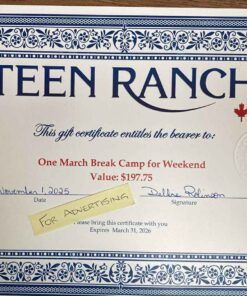 TEEN RANCH
This gift certificate entitles the bearer to:
One March Break Camp for Weekend
Value: $197.75
November 1, 2025
Date
Signature
FOR ADVERTISING
Please bring this certificate with you
Expires March 31, 2026